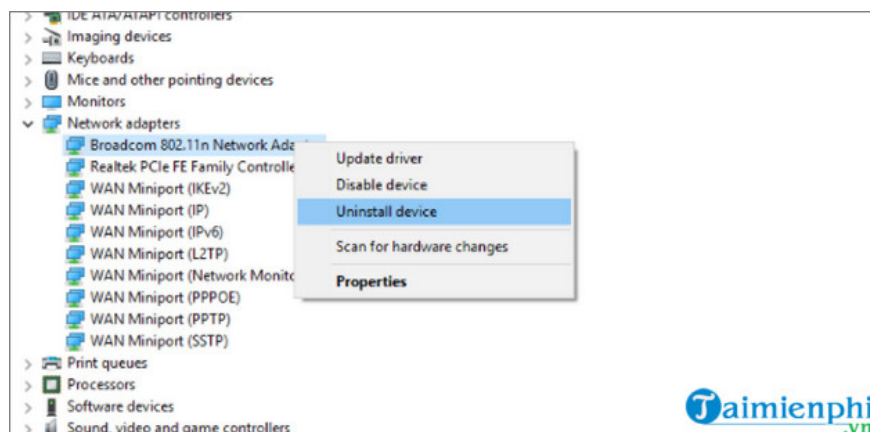 IDE ATA/ATAPI controllers
Imaging devices
Keyboards
Mice and other pointing devices
Monitors
Network adapters
Broadcom 802.11n Network Ada
Realtek PCIe FE Family Controlle
WAN Miniport (IKEv2)
WAN Miniport (IP)
WAN Miniport (IPv6)
WAN Miniport (L2TP)
WAN Miniport (Network Monito
WAN Miniport (PPPOE)
WAN Miniport (PPTP)
WAN Miniport (SSTP)
Print queues
Processors
Software devices
Sound, video and game controllers
Update driver
Disable device
Uninstall device
Scan for hardware changes
Properties
Taimienphi
.vn